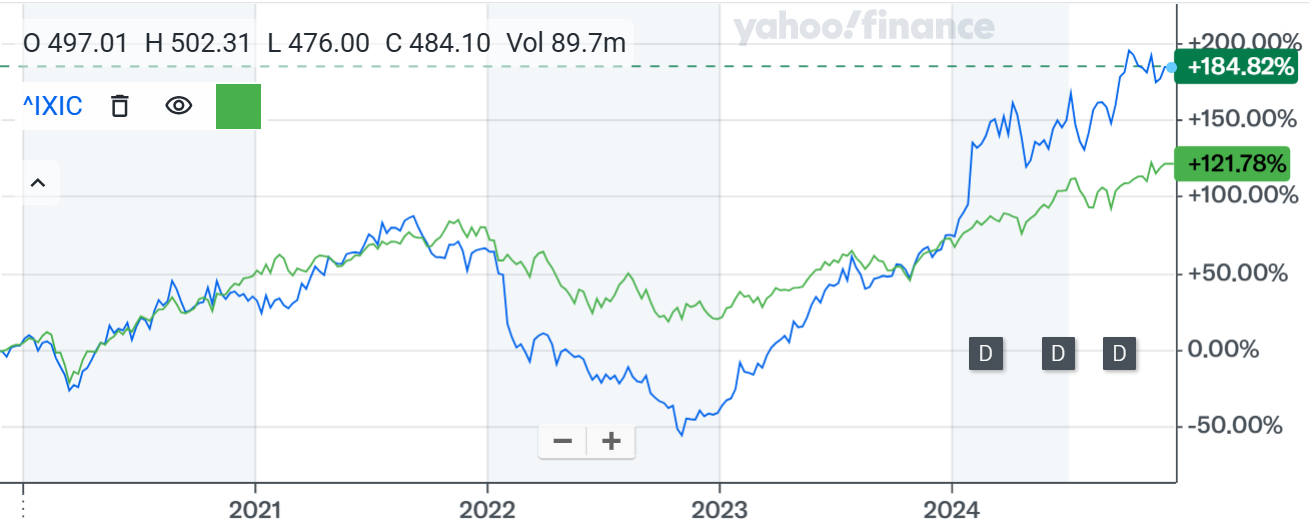 yahoo!finance
O 497.01 H 502.31 L 476.00 C 484.10 Vol 89.7m
+200.00%
+184.82%
^IXIC
+150.00%
+121.78%
+100.00%
+50.00%
0.00%
D D D
-50.00%
− +
2021 2022 2023 2024